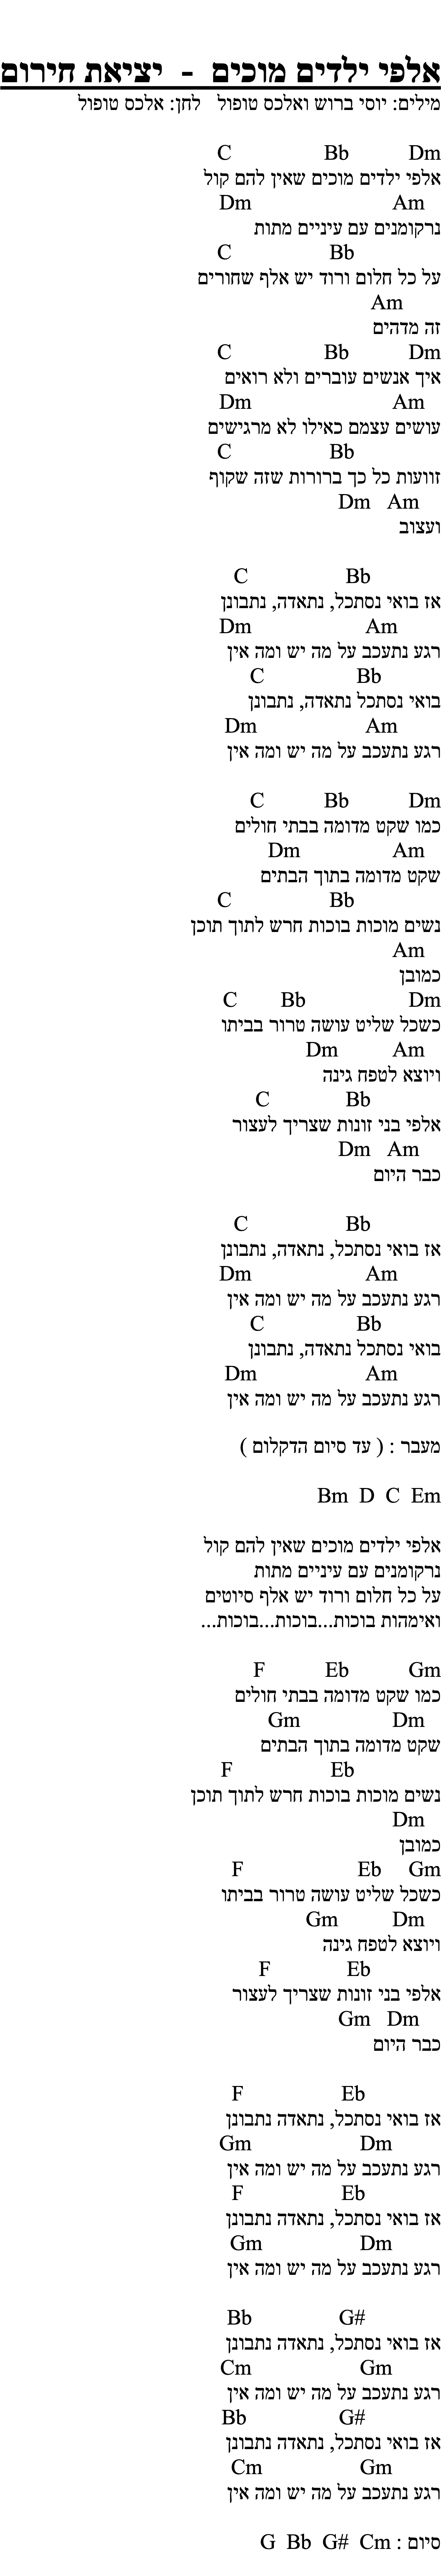 אלפי ילדים מוכים - יציאת חירום
מילים: יוסי ברוש ואלכס טופול   לחן: אלכס טופול
Dm Bb C
אלפי ילדים מוכים שאין להם קול
Am Dm
נרקומנים עם עיניים מתות
Bb C
על כל חלום ורוד יש אלף שחורים
Am
זה מדהים
Dm Bb C
איך אנשים עוברים ולא רואים
Am Dm
עושים עצמם כאילו לא מרגישים
Bb C
זוועות כל כך ברורות שזה שקוף
Am Dm
ועצוב
Bb C
אז בואי נסתכל, נתאדה, נתבונן
Am Dm
רגע נתעכב על מה יש ומה אין
Bb C
בואי נסתכל נתאדה, נתבונן
Am Dm
רגע נתעכב על מה יש ומה אין
Dm Bb C
כמו שקט מדומה בבתי חולים
Am Dm
שקט מדומה בתוך הבתים
Bb C
נשים מוכות בוכות חרש לתוך תוכן
Am
כמובן
Dm Bb C
כשכל שליט עושה טרור בביתו
Am Dm
ויוצא לטפח גינה
Bb C
אלפי בני זונות שצריך לעצור
Am Dm
כבר היום
Bb C
אז בואי נסתכל, נתאדה, נתבונן
Am Dm
רגע נתעכב על מה יש ומה אין
Bb C
בואי נסתכל נתאדה, נתבונן
Am Dm
רגע נתעכב על מה יש ומה אין
מעבר : ( עד סיום הדקלום )
Em C D Bm
אלפי ילדים מוכים שאין להם קול
נרקומנים עם עיניים מתות
על כל חלום ורוד יש אלף סיוטים
ואימהות בוכות...בוכות...בוכות...
Gm Eb F
כמו שקט מדומה בבתי חולים
Dm Gm
שקט מדומה בתוך הבתים
Eb F
נשים מוכות בוכות חרש לתוך תוכן
Dm
כמובן
Gm Eb F
כשכל שליט עושה טרור בביתו
Dm Gm
ויוצא לטפח גינה
Eb F
אלפי בני זונות שצריך לעצור
Dm Gm
כבר היום
Eb F
אז בואי נסתכל, נתאדה נתבונן
Dm Gm
רגע נתעכב על מה יש ומה אין
Eb F
אז בואי נסתכל, נתאדה נתבונן
Dm Gm
רגע נתעכב על מה יש ומה אין
G# Bb
אז בואי נסתכל, נתאדה נתבונן
Gm Cm
רגע נתעכב על מה יש ומה אין
G# Bb
אז בואי נסתכל, נתאדה נתבונן
Gm Cm
רגע נתעכב על מה יש ומה אין
סיום : Cm G# Bb G